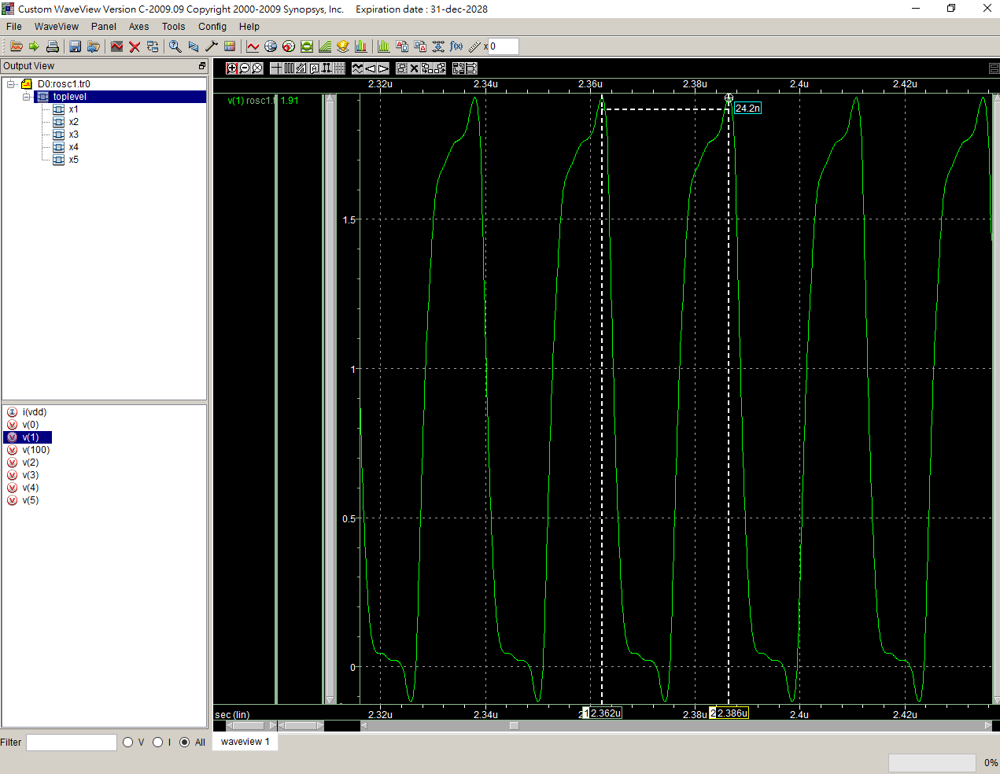 Custom WaveView Version C-2009.09 Copyright 2000-2009 Synopsys, Inc. Expiration date : 31-dec-2028
File WaveView Panel Axes Tools Config Help
x 0
Output View
D0:rosc1.tr0
toplevel
x1
x2
x3
x4
x5
i(vdd)
v(0)
v(1)
v(100)
v(2)
v(3)
v(4)
v(5)
Filter V I All
2.32u 2.34u 2.36u 2.38u 2.4u 2.42u
v(1) rosc1. 1.91
24.2n
1.5
1
0.5
0
sec (lin) 2.32u 2.34u 1 2.362u 2.38u 2 2.386u 2.4u 2.42u
waveview 1
0%